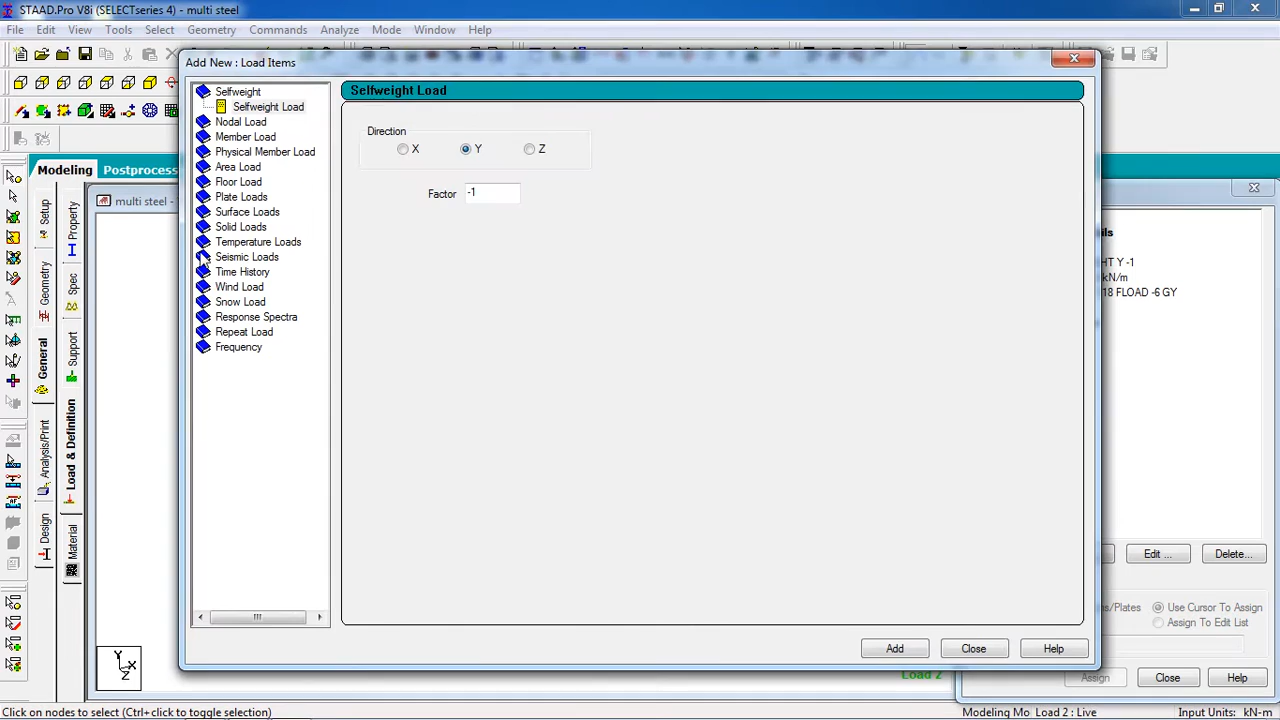 STAAD.Pro V8i (SELECTseries 4) - multi steel
File Edit View Tools Select Geometry Commands Analyze Mode Window Help
Add New : Load Items
Selfweight
Selfweight Load
Nodal Load
Member Load
Physical Member Load
Area Load
Floor Load
Plate Loads
Surface Loads
Solid Loads
Temperature Loads
Seismic Loads
Time History
Wind Load
Snow Load
Response Spectra
Repeat Load
Frequency
Selfweight Load
Direction
X Y Z
Factor -1
Add Close Help
Modeling Postprocess
multi steel -
Setup
Geometry
General
Analysis/Print
Design
Property
Spec
Support
Load & Definition
Material
GHT Y -1
kN/m
18 FLOAD -6 GY
Edit ... Delete...
s/Plates
Use Cursor To Assign
Assign To Edit List
Assign Close Help
Load 2
Y
X
Z
Click on nodes to select (Ctrl+click to toggle selection)
Modeling Mo Load 2 : Live Input Units: kN-m